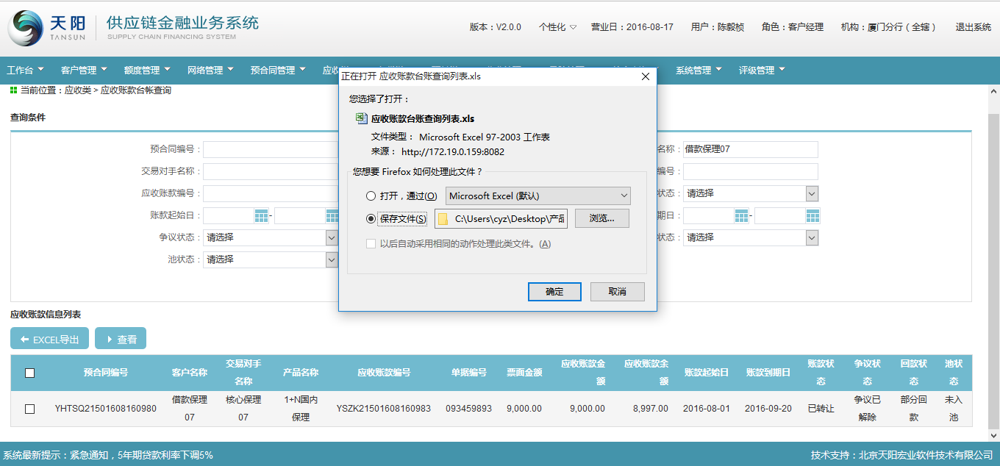 天阳
TANSUN
供应链金融业务系统
SUPPLY CHAIN FINANCING SYSTEM
版本：V2.0.0 个性化 营业日：2016-08-17 用户：陈毅桢 角色：客户经理 机构：厦门分行（全辖） 退出系统
工作台 客户管理 额度管理 网络管理 预合同管理 应收 系统管理 评级管理
当前位置：应收类 > 应收账款台帐查询
查询条件
预合同编号： 名称： 借款保理07
交易对手名称： 编号：
应收账款编号： 状态： 请选择
账款起始日： - 期日： -
争议状态： 请选择 状态： 请选择
池状态： 请选择
正在打开 应收账款台账查询列表.xls
您选择了打开：
应收账款台账查询列表.xls
文件类型： Microsoft Excel 97-2003 工作表
来源： http://172.19.0.159:8082
您想要 Firefox 如何处理此文件？
打开，通过(O) Microsoft Excel (默认)
保存文件(S) C:\Users\cyz\Desktop\产品 浏览...
以后自动采用相同的动作处理此类文件。(A)
确定 取消
应收账款信息列表
EXCEL导出 查看
预合同编号 客户名称 交易对手名称 产品名称 应收账款编号 单据编号 票面金额 应收账款金额 应收账款余额 账款起始日 账款到期日 账款状态 争议状态 回款状态 池状态
YHTSQ21501608160980 借款保理07 核心保理07 1+N国内保理 YSZK21501608160983 093459893 9,000.00 9,000.00 8,997.00 2016-08-01 2016-09-20 已转让 争议已解除 部分回款 未入池
系统最新提示：紧急通知，5年期贷款利率下调5% 技术支持：北京天阳宏业软件技术有限公司